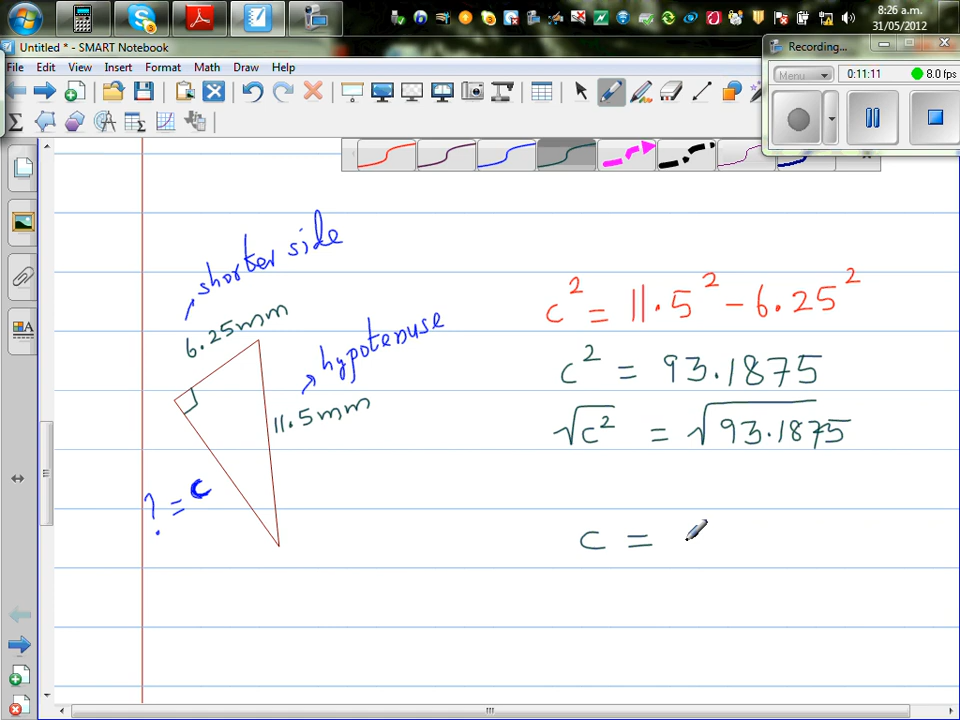 8:26 a.m.
31/05/2012
Untitled * - SMART Notebook
Recording...
File Edit View Insert Format Math Draw Help
Menu
0:11:11
8.0 fps
shorter side
6.25mm
hypotenuse
11.5mm
? = c
c² = 11.5² - 6.25²
c² = 93.1875
√c² = √93.1875
c =